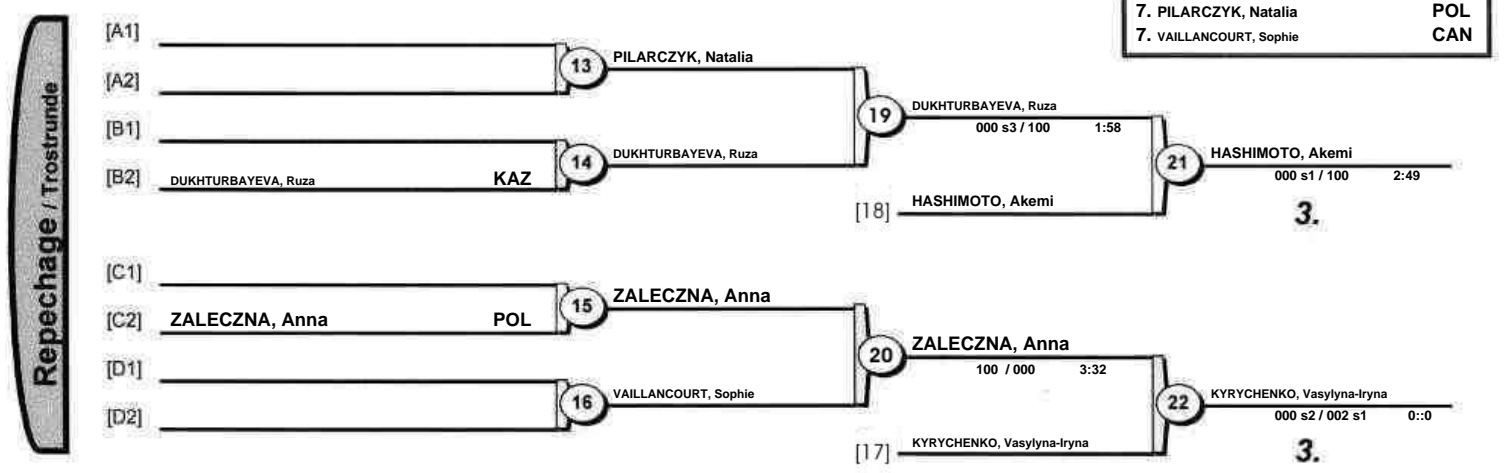 7. PILARCZYK, Natalia POL
7. VAILLANCOURT, Sophie CAN
Repechage / Trostrunde
[A1]
13 PILARCZYK, Natalia
[A2]
19 DUKHTURBAYEVA, Ruza
000 s3 / 100 1:58
[B1]
14 DUKHTURBAYEVA, Ruza
[B2] DUKHTURBAYEVA, Ruza KAZ
21 HASHIMOTO, Akemi
000 s1 / 100 2:49
[18] HASHIMOTO, Akemi
3.
[C1]
15 ZALECZNA, Anna
[C2] ZALECZNA, Anna POL
20 ZALECZNA, Anna
100 / 000 3:32
[D1]
16 VAILLANCOURT, Sophie
[D2]
22 KYRYCHENKO, Vasylyna-Iryna
000 s2 / 002 s1 0::0
[17] KYRYCHENKO, Vasylyna-Iryna
3.